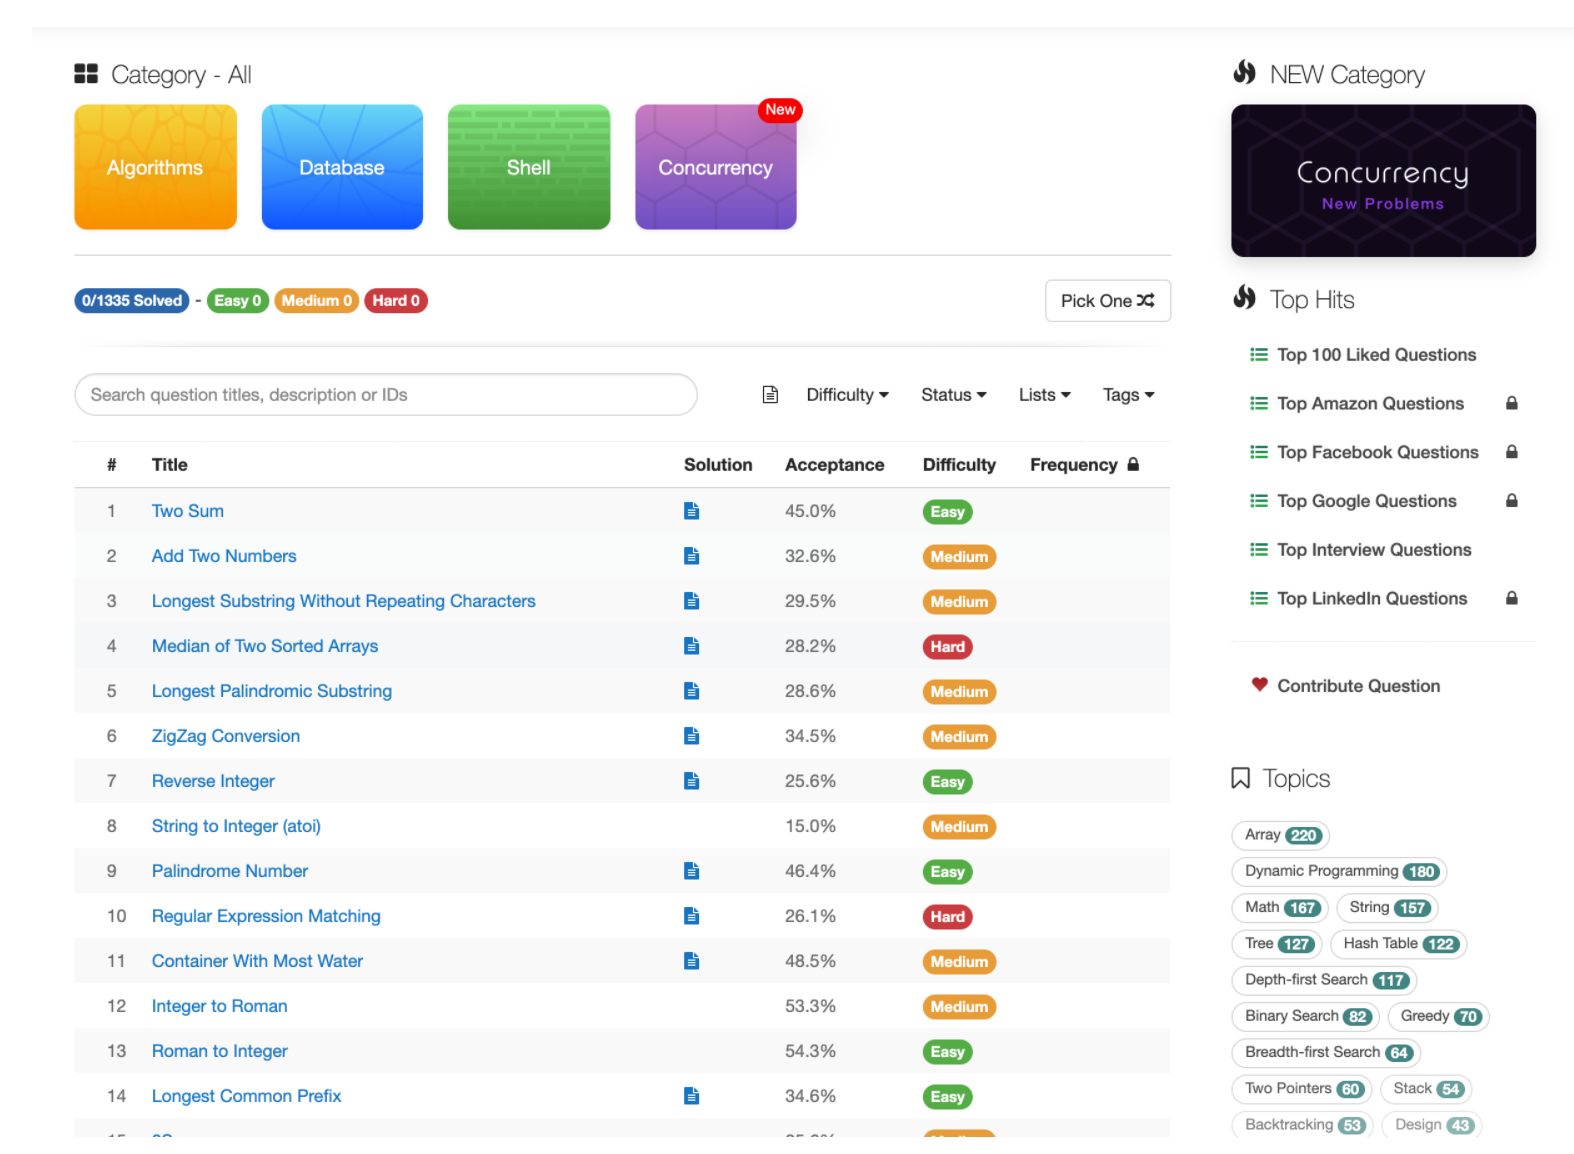 Category - All
Algorithms
Database
Shell
Concurrency
New
0/1335 Solved - Easy 0 Medium 0 Hard 0
Pick One
Search question titles, description or IDs
Difficulty Status Lists Tags
# Title Solution Acceptance Difficulty Frequency
1 Two Sum 45.0% Easy
2 Add Two Numbers 32.6% Medium
3 Longest Substring Without Repeating Characters 29.5% Medium
4 Median of Two Sorted Arrays 28.2% Hard
5 Longest Palindromic Substring 28.6% Medium
6 ZigZag Conversion 34.5% Medium
7 Reverse Integer 25.6% Easy
8 String to Integer (atoi) 15.0% Medium
9 Palindrome Number 46.4% Easy
10 Regular Expression Matching 26.1% Hard
11 Container With Most Water 48.5% Medium
12 Integer to Roman 53.3% Medium
13 Roman to Integer 54.3% Easy
14 Longest Common Prefix 34.6% Easy
NEW Category
Concurrency
New Problems
Top Hits
Top 100 Liked Questions
Top Amazon Questions
Top Facebook Questions
Top Google Questions
Top Interview Questions
Top LinkedIn Questions
Contribute Question
Topics
Array 220
Dynamic Programming 180
Math 167 String 157
Tree 127 Hash Table 122
Depth-first Search 117
Binary Search 82 Greedy 70
Breadth-first Search 64
Two Pointers 60 Stack 54
Backtracking 53 Design 43